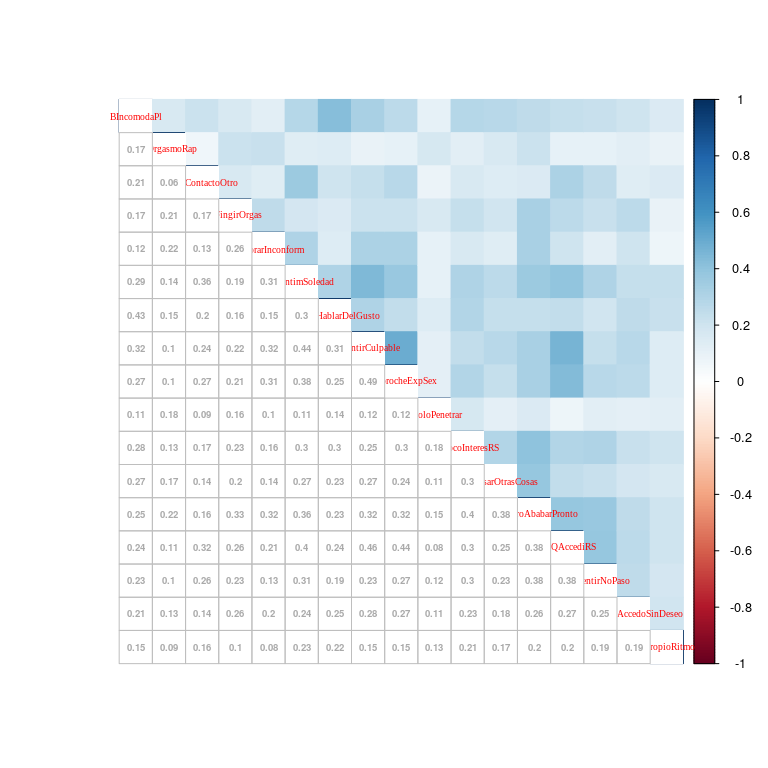 BIncomodaPl
0.17 rgasmoRap
0.21 0.06 ContactoOtro
0.17 0.21 0.17 ingirOrgas
0.12 0.22 0.13 0.26 rarInconform
0.29 0.14 0.36 0.19 0.31 ntimSoledad
0.43 0.15 0.2 0.16 0.15 0.3 HablarDelGusto
0.32 0.1 0.24 0.22 0.32 0.44 0.31 ntirCulpable
0.27 0.1 0.27 0.21 0.31 0.38 0.25 0.49 rocheExpSex
0.11 0.18 0.09 0.16 0.1 0.11 0.14 0.12 0.12 oloPenetrar
0.28 0.13 0.17 0.23 0.16 0.3 0.3 0.25 0.3 0.18 coInteresRS
0.27 0.17 0.14 0.2 0.14 0.27 0.23 0.27 0.24 0.11 0.3 sarOtrasCosas
0.25 0.22 0.16 0.33 0.32 0.36 0.23 0.32 0.32 0.15 0.4 0.38 oAbabarPronto
0.24 0.11 0.32 0.26 0.21 0.4 0.24 0.46 0.44 0.08 0.3 0.25 0.38 QAccediRS
0.23 0.1 0.26 0.23 0.13 0.31 0.19 0.23 0.27 0.12 0.3 0.23 0.38 0.38 entirNoPaso
0.21 0.13 0.14 0.26 0.2 0.24 0.25 0.28 0.27 0.11 0.23 0.18 0.26 0.27 0.25 AccedoSinDeseo
0.15 0.09 0.16 0.1 0.08 0.23 0.22 0.15 0.15 0.13 0.21 0.17 0.2 0.2 0.19 0.19 ropioRitmo
1
0.8
0.6
0.4
0.2
0
-0.2
-0.4
-0.6
-0.8
-1